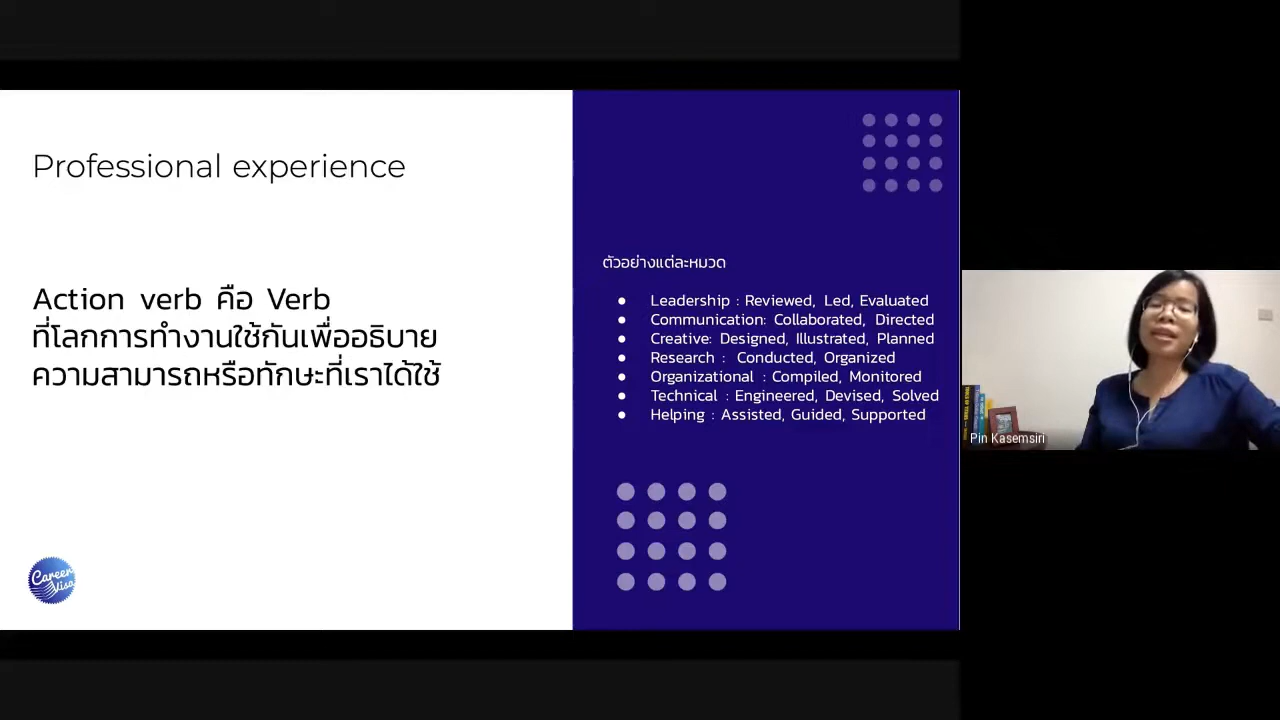 Professional experience
Action verb คือ Verb
ที่โลกการทำงานใช้กันเพื่ออธิบาย
ความสามารถหรือทักษะที่เราได้ใช้
Career
Visa
ตัวอย่างแต่ละหมวด
● Leadership : Reviewed, Led, Evaluated
● Communication: Collaborated, Directed
● Creative: Designed, Illustrated, Planned
● Research : Conducted, Organized
● Organizational : Compiled, Monitored
● Technical : Engineered, Devised, Solved
● Helping : Assisted, Guided, Supported
Pin Kasemsiri